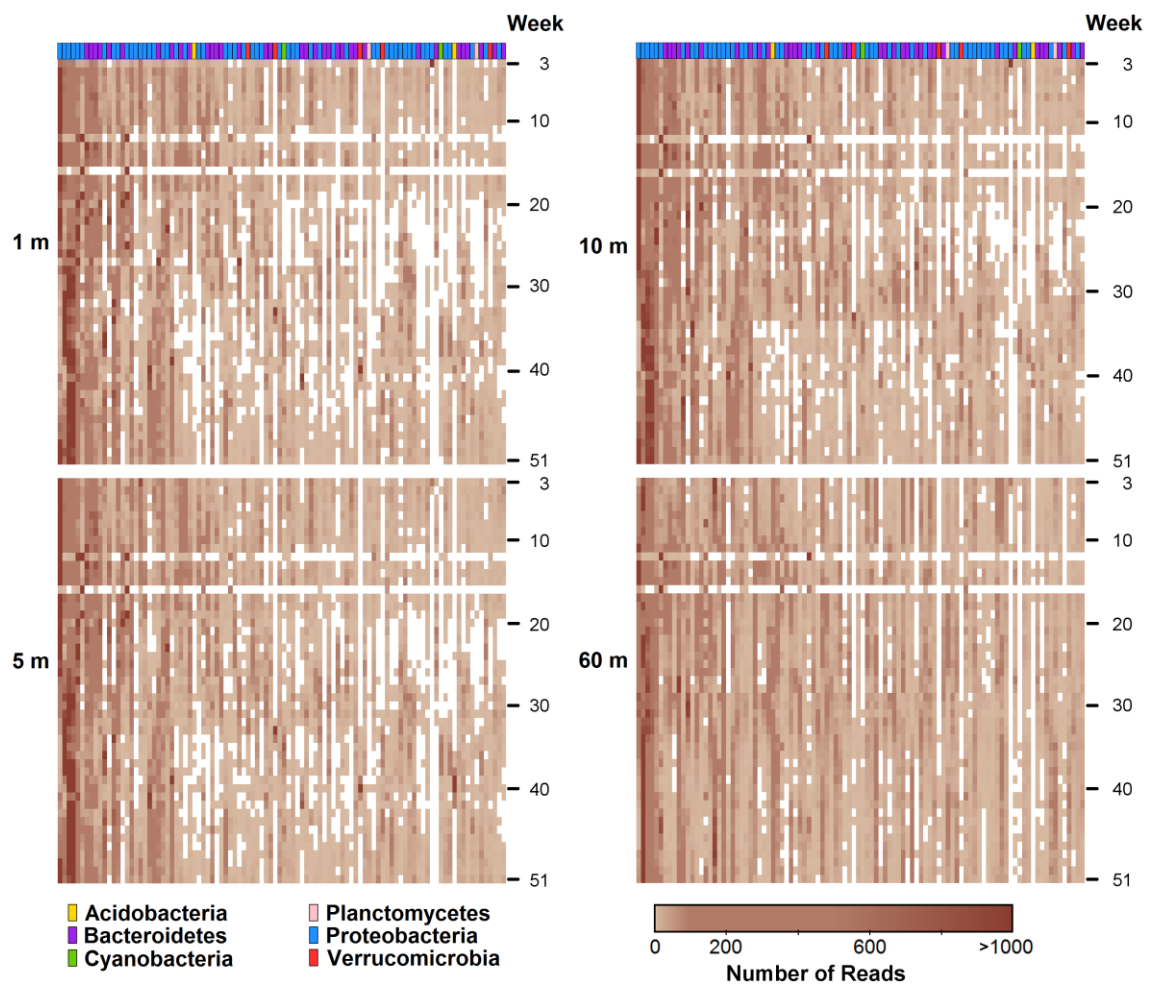 Week
3
10
20
1 m
30
40
51
3
10
20
5 m
30
40
51
Week
3
10
20
10 m
30
40
51
3
10
20
60 m
30
40
51
Acidobacteria
Bacteroidetes
Cyanobacteria
Planctomycetes
Proteobacteria
Verrucomicrobia
0 200 600 >1000
Number of Reads